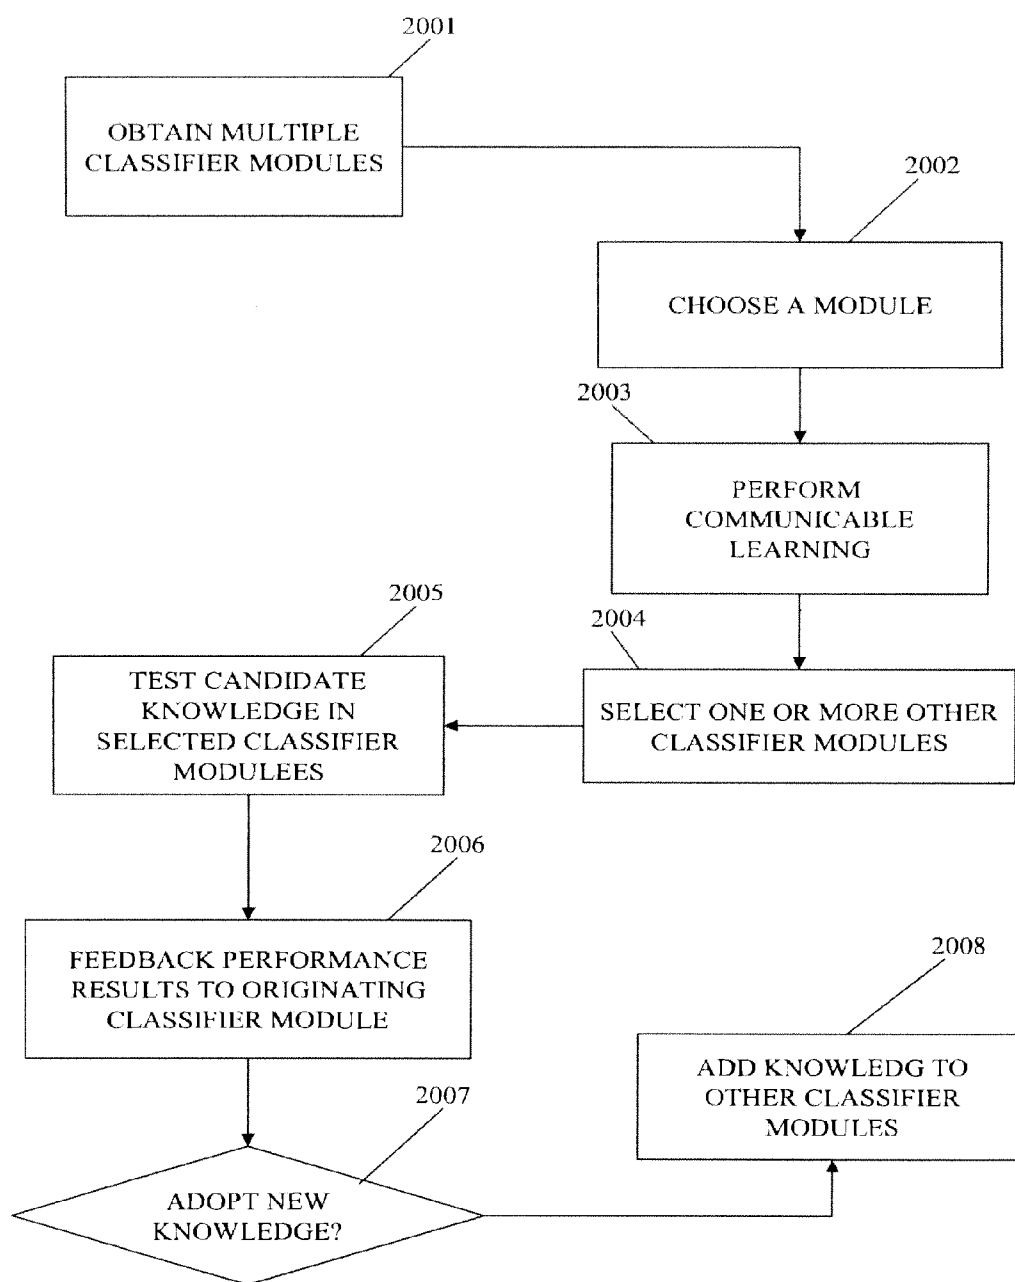 2001
OBTAIN MULTIPLE
CLASSIFIER MODULES
2002
CHOOSE A MODULE
2003
PERFORM
COMMUNICABLE
LEARNING
2004
SELECT ONE OR MORE OTHER
CLASSIFIER MODULES
2005
TEST CANDIDATE
KNOWLEDGE IN
SELECTED CLASSIFIER
MODULEES
2006
FEEDBACK PERFORMANCE
RESULTS TO ORIGINATING
CLASSIFIER MODULE
2007
ADOPT NEW
KNOWLEDGE?
2008
ADD KNOWLEDG TO
OTHER CLASSIFIER
MODULES